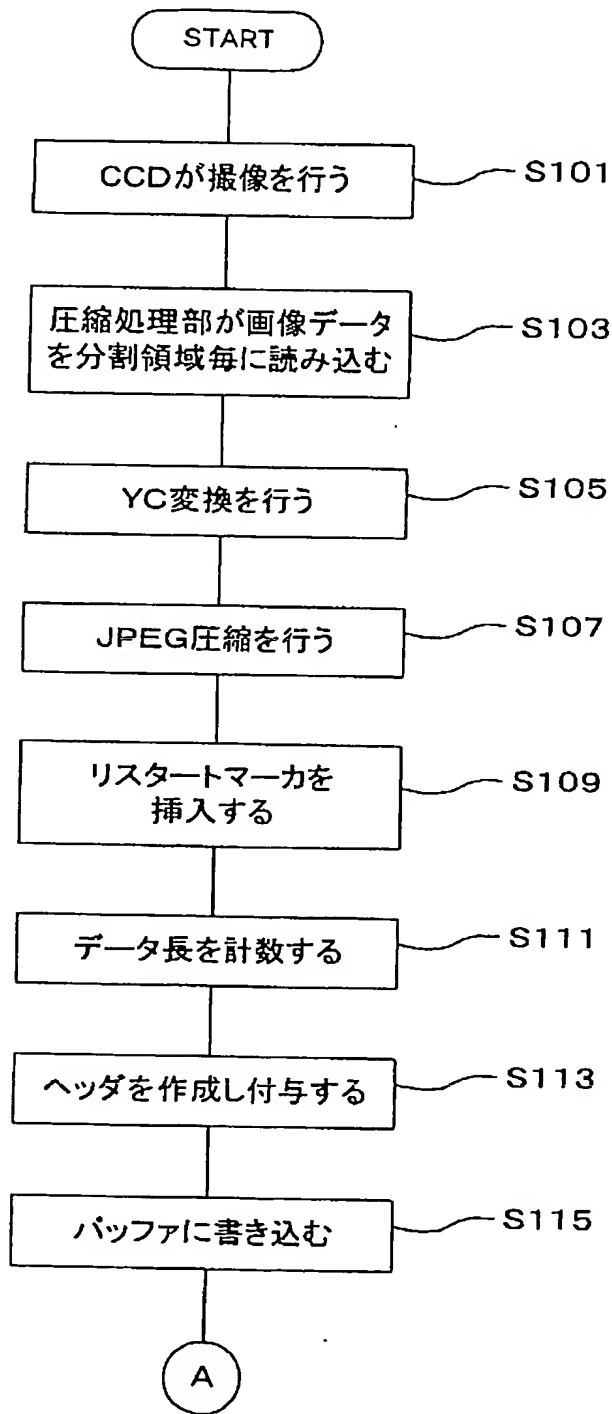 START
CCDが撮像を行う
S101
圧縮処理部が画像データ
を分割領域毎に読み込む
S103
YC変換を行う
S105
JPEG圧縮を行う
S107
リスタートマーカを
挿入する
S109
データ長を計数する
S111
ヘッダを作成し付与する
S113
バッファに書き込む
S115
A